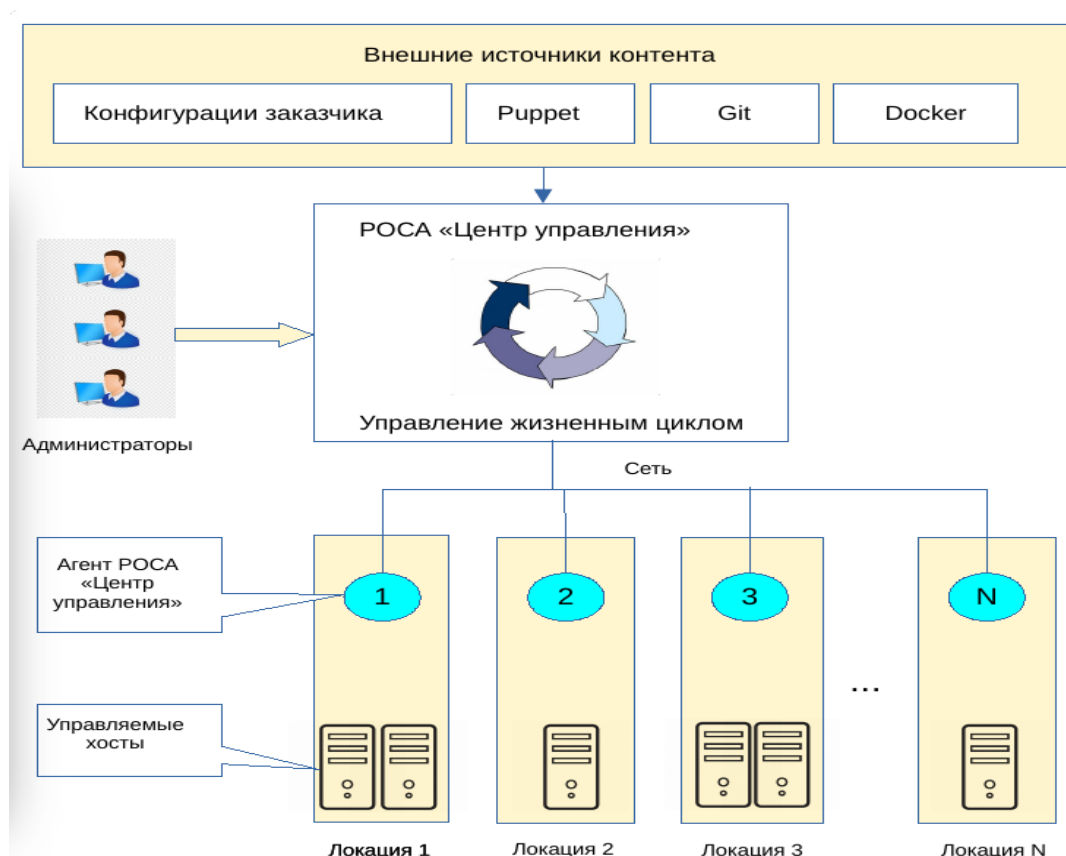 Внешние источники контента
Конфигурации заказчика
Puppet
Git
Docker
РОСА «Центр управления»
Управление жизненным циклом
Администраторы
Сеть
Агент РОСА
«Центр
управления»
1
2
3
N
...
Управляемые
хосты
Локация 1
Локация 2
Локация 3
Локация N